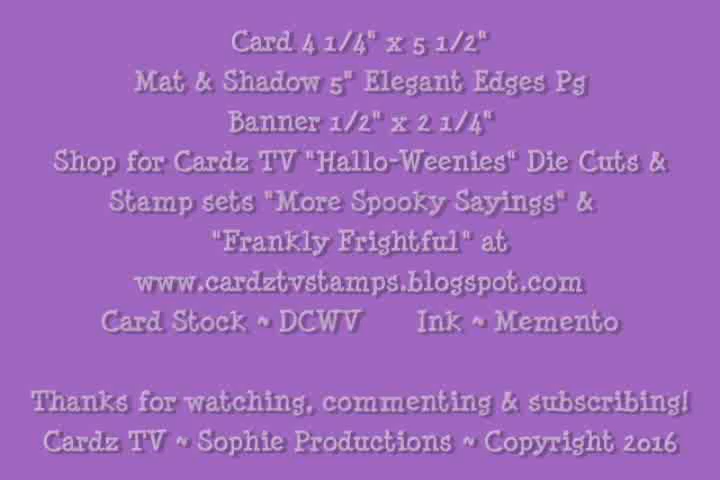 Card 4 1/4" x 5 1/2"
Mat & Shadow 5" Elegant Edges Pg
Banner 1/2" x 2 1/4"
Shop for Cardz TV "Hallo-Weenies" Die Cuts &
Stamp sets "More Spooky Sayings" &
"Frankly Frightful" at
www.cardztvstamps.blogspot.com
Card Stock ~ DCWV Ink ~ Memento
Thanks for watching, commenting & subscribing!
Cardz TV ~ Sophie Productions ~ Copyright 2016